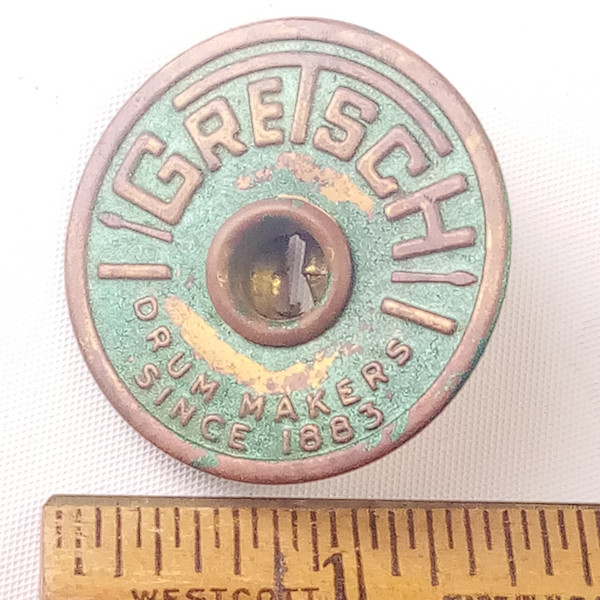 GRETSCH
DRUM MAKERS
SINCE 1883
1
WESTCOTT